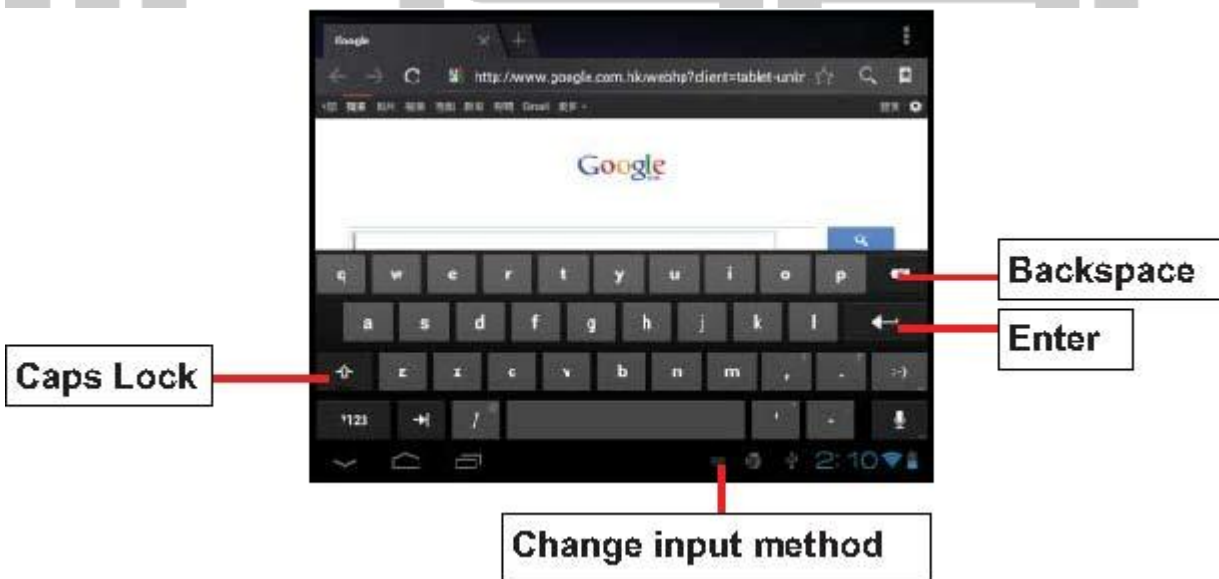 Google
http://www.google.com.hk/webhp?client=tablet-unkr
Gmail
Google
q w e r t y u i o p
Backspace
a s d f g h j k l
Enter
Caps Lock
z x c v b n m , . :-)
?123 / ' -
2:10
Change input method